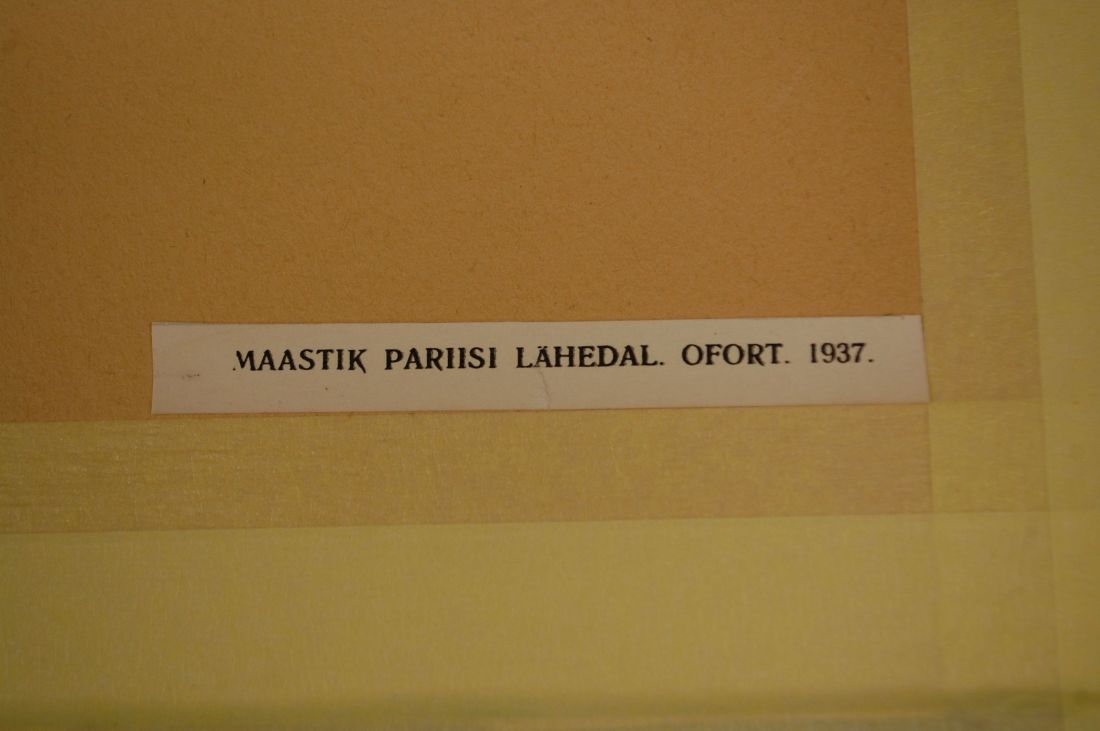 MAASTIK PARIISI LÄHEDAL. OFORT. 1937.